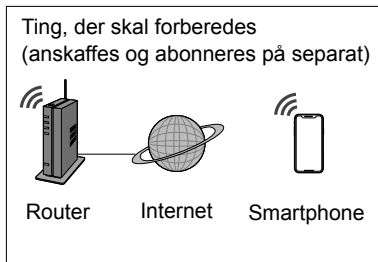 Ting, der skal forberedes
(anskaffes og abonneres på separat)
Router Internet Smartphone